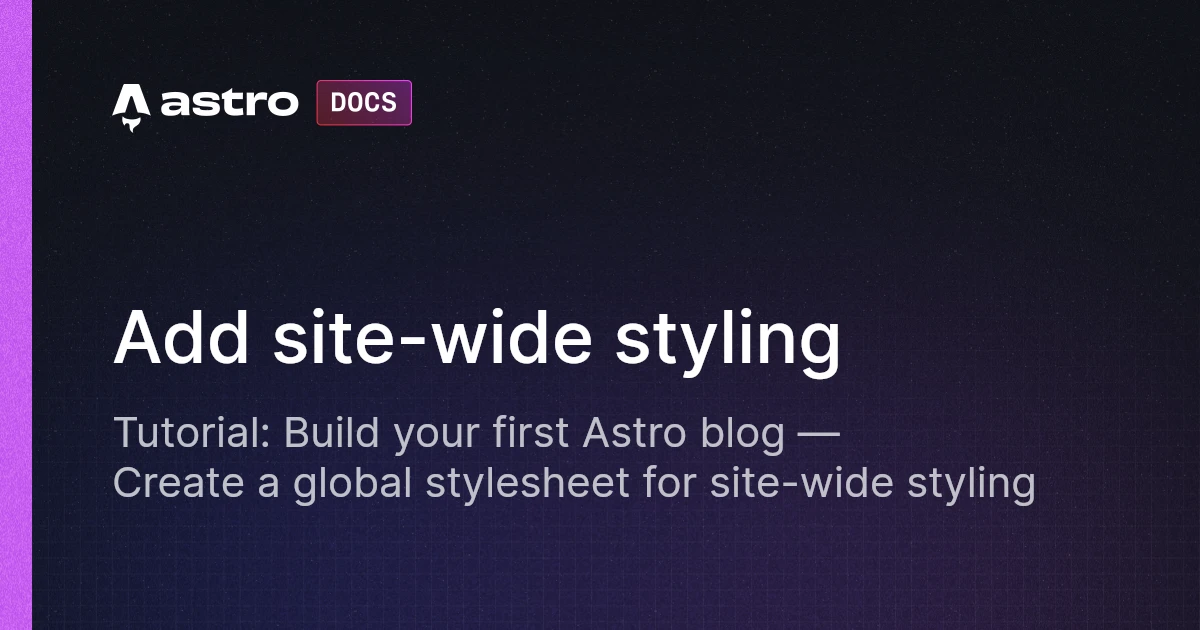 astro DOCS
Add site-wide styling
Tutorial: Build your first Astro blog —
Create a global stylesheet for site-wide styling